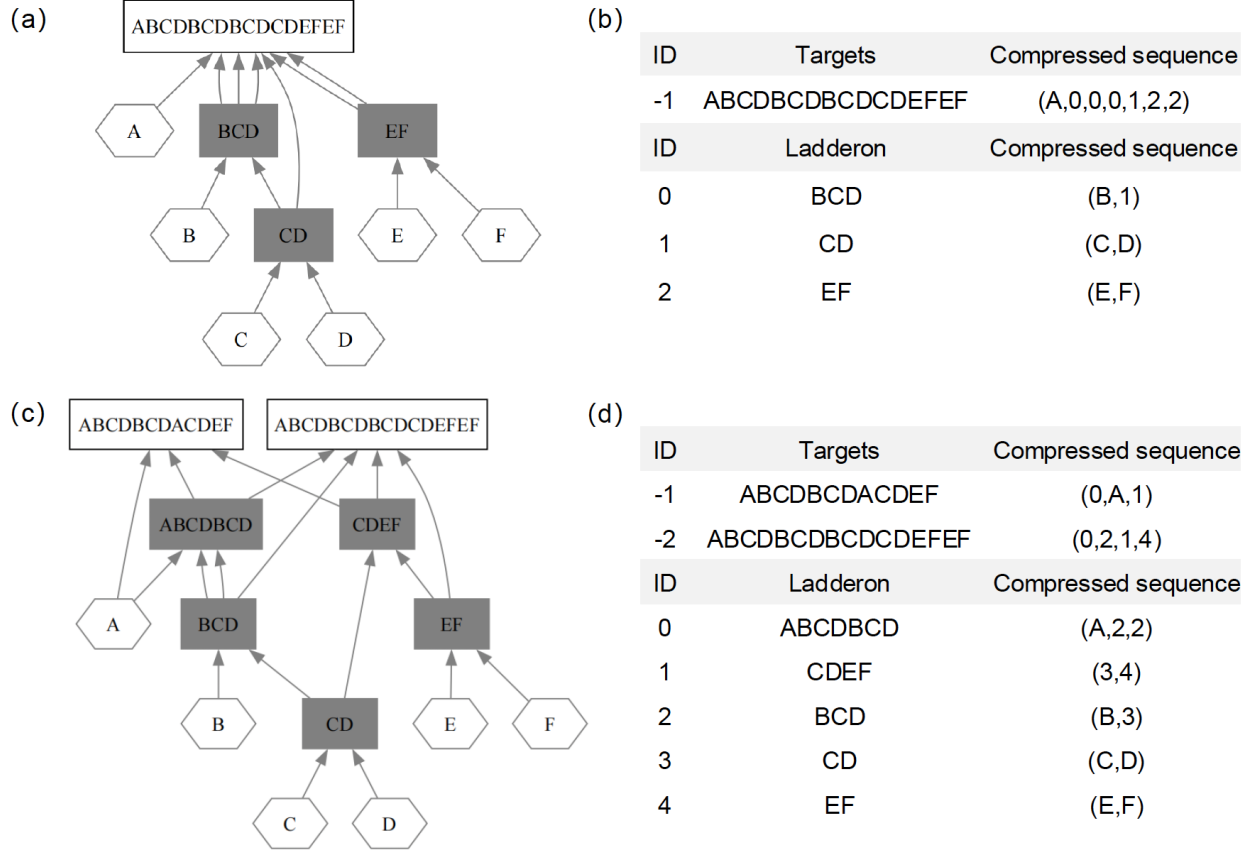 (a)
ABCDBCDBCDCDEFEF
A
BCD
EF
B
CD
E
F
C
D
(b)
ID Targets Compressed sequence
-1 ABCDBCDBCDCDEFEF (A,0,0,0,1,2,2)
ID Ladderon Compressed sequence
0 BCD (B,1)
1 CD (C,D)
2 EF (E,F)
(c)
ABCDBCDACDEF
ABCDBCDBCDCDEFEF
ABCDBCD
CDEF
A
BCD
EF
B
CD
E
F
C
D
(d)
ID Targets Compressed sequence
-1 ABCDBCDACDEF (0,A,1)
-2 ABCDBCDBCDCDEFEF (0,2,1,4)
ID Ladderon Compressed sequence
0 ABCDBCD (A,2,2)
1 CDEF (3,4)
2 BCD (B,3)
3 CD (C,D)
4 EF (E,F)